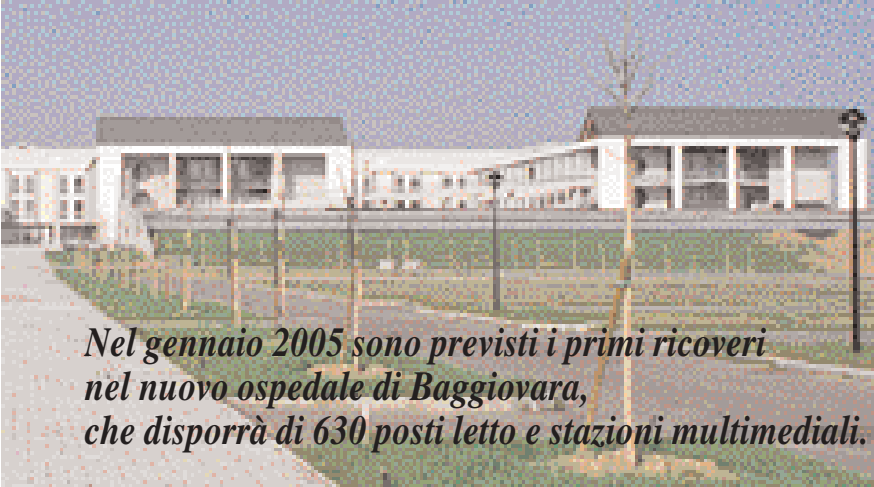 Nel gennaio 2005 sono previsti i primi ricoveri
nel nuovo ospedale di Baggiovara,
che disporrà di 630 posti letto e stazioni multimediali.